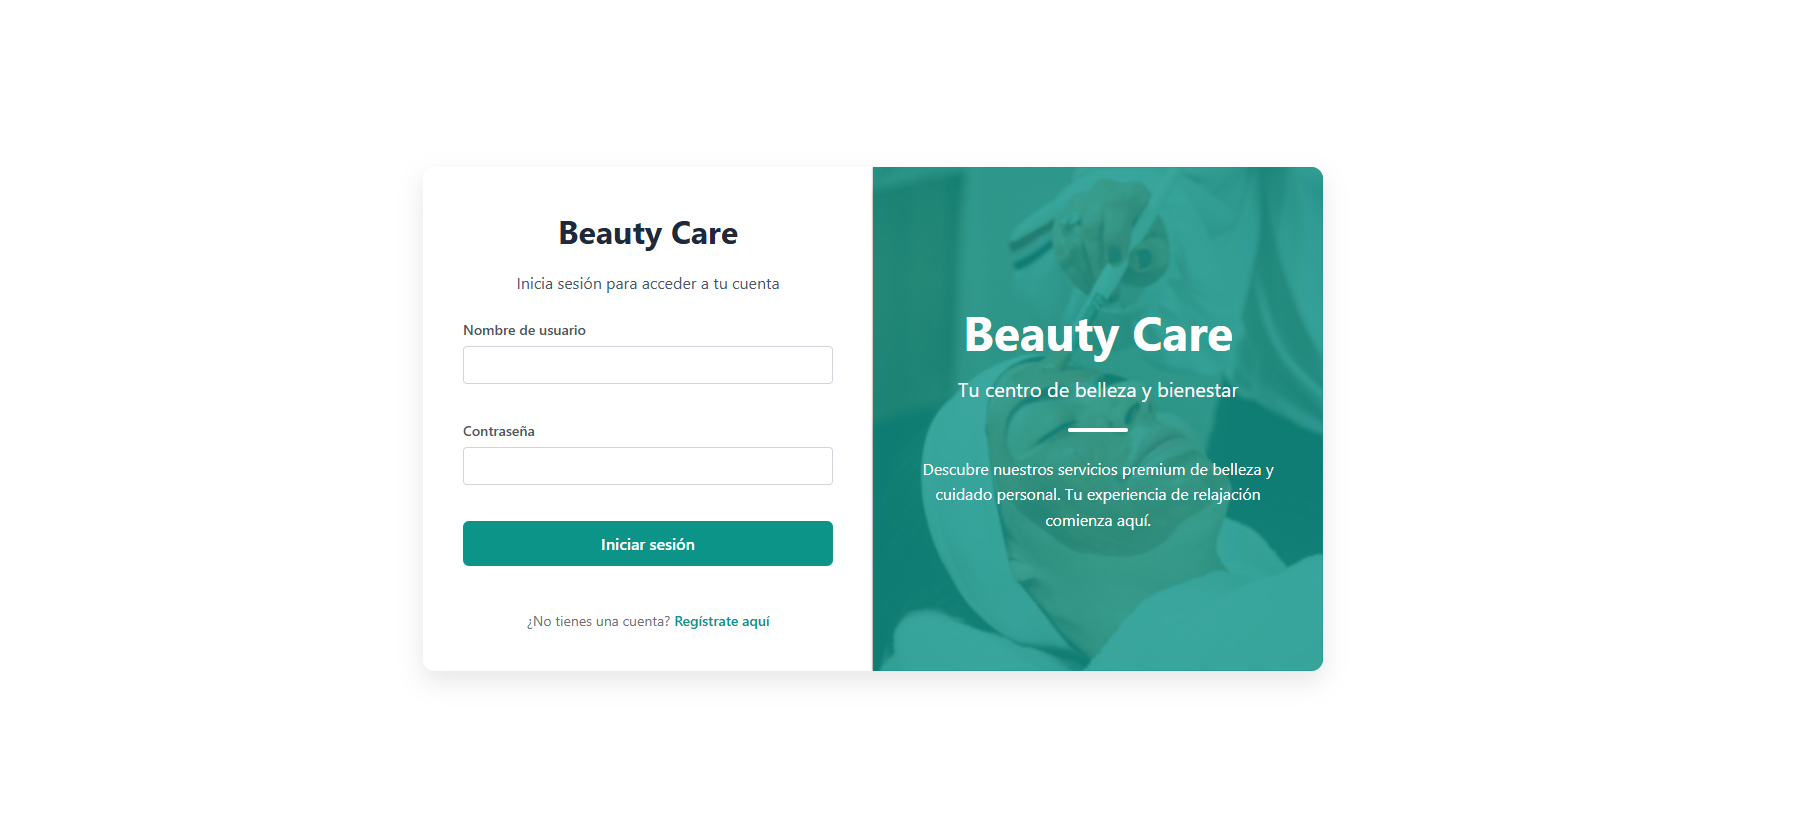 Beauty Care
Inicia sesión para acceder a tu cuenta
Nombre de usuario
Contraseña
Iniciar sesión
¿No tienes una cuenta? Regístrate aquí
Beauty Care
Tu centro de belleza y bienestar
Descubre nuestros servicios premium de belleza y
cuidado personal. Tu experiencia de relajación
comienza aquí.